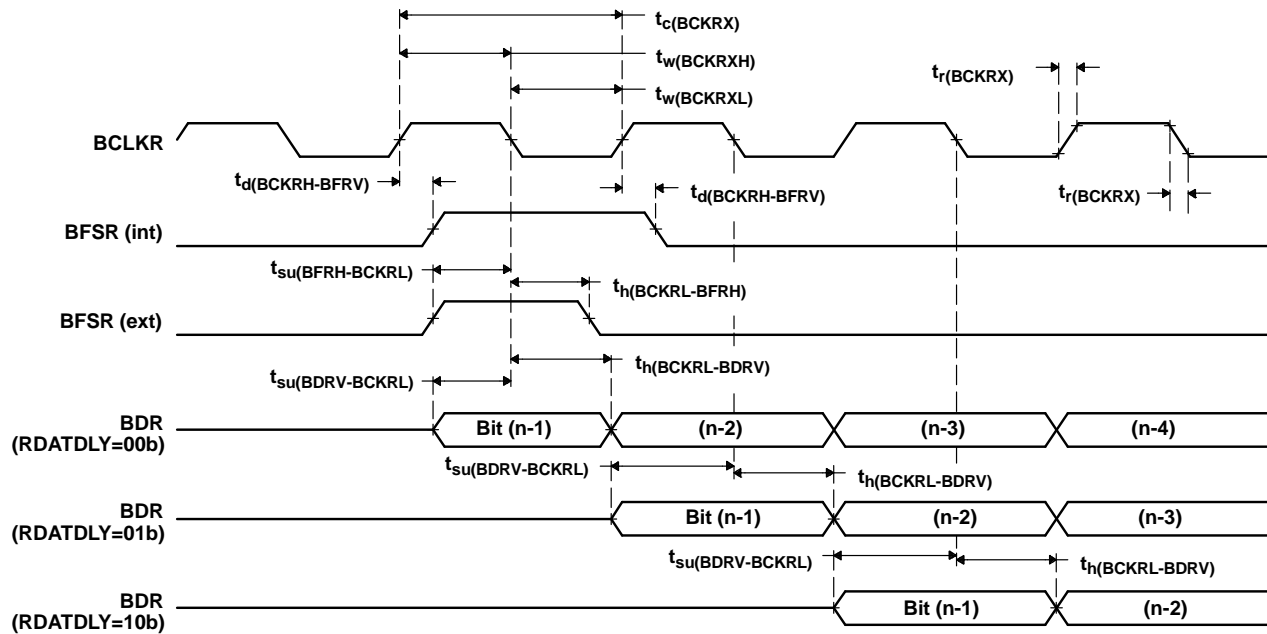 tc(BCKRX)
tw(BCKRXH)
tr(BCKRX)
tw(BCKRXL)
BCLKR
td(BCKRH-BFRV)
td(BCKRH-BFRV)
tr(BCKRX)
BFSR (int)
tsu(BFRH-BCKRL)
th(BCKRL-BFRH)
BFSR (ext)
th(BCKRL-BDRV)
tsu(BDRV-BCKRL)
BDR
(RDATDLY=00b)
Bit (n-1) (n-2) (n-3) (n-4)
tsu(BDRV-BCKRL)
th(BCKRL-BDRV)
BDR
(RDATDLY=01b)
Bit (n-1) (n-2) (n-3)
tsu(BDRV-BCKRL)
th(BCKRL-BDRV)
BDR
(RDATDLY=10b)
Bit (n-1) (n-2)